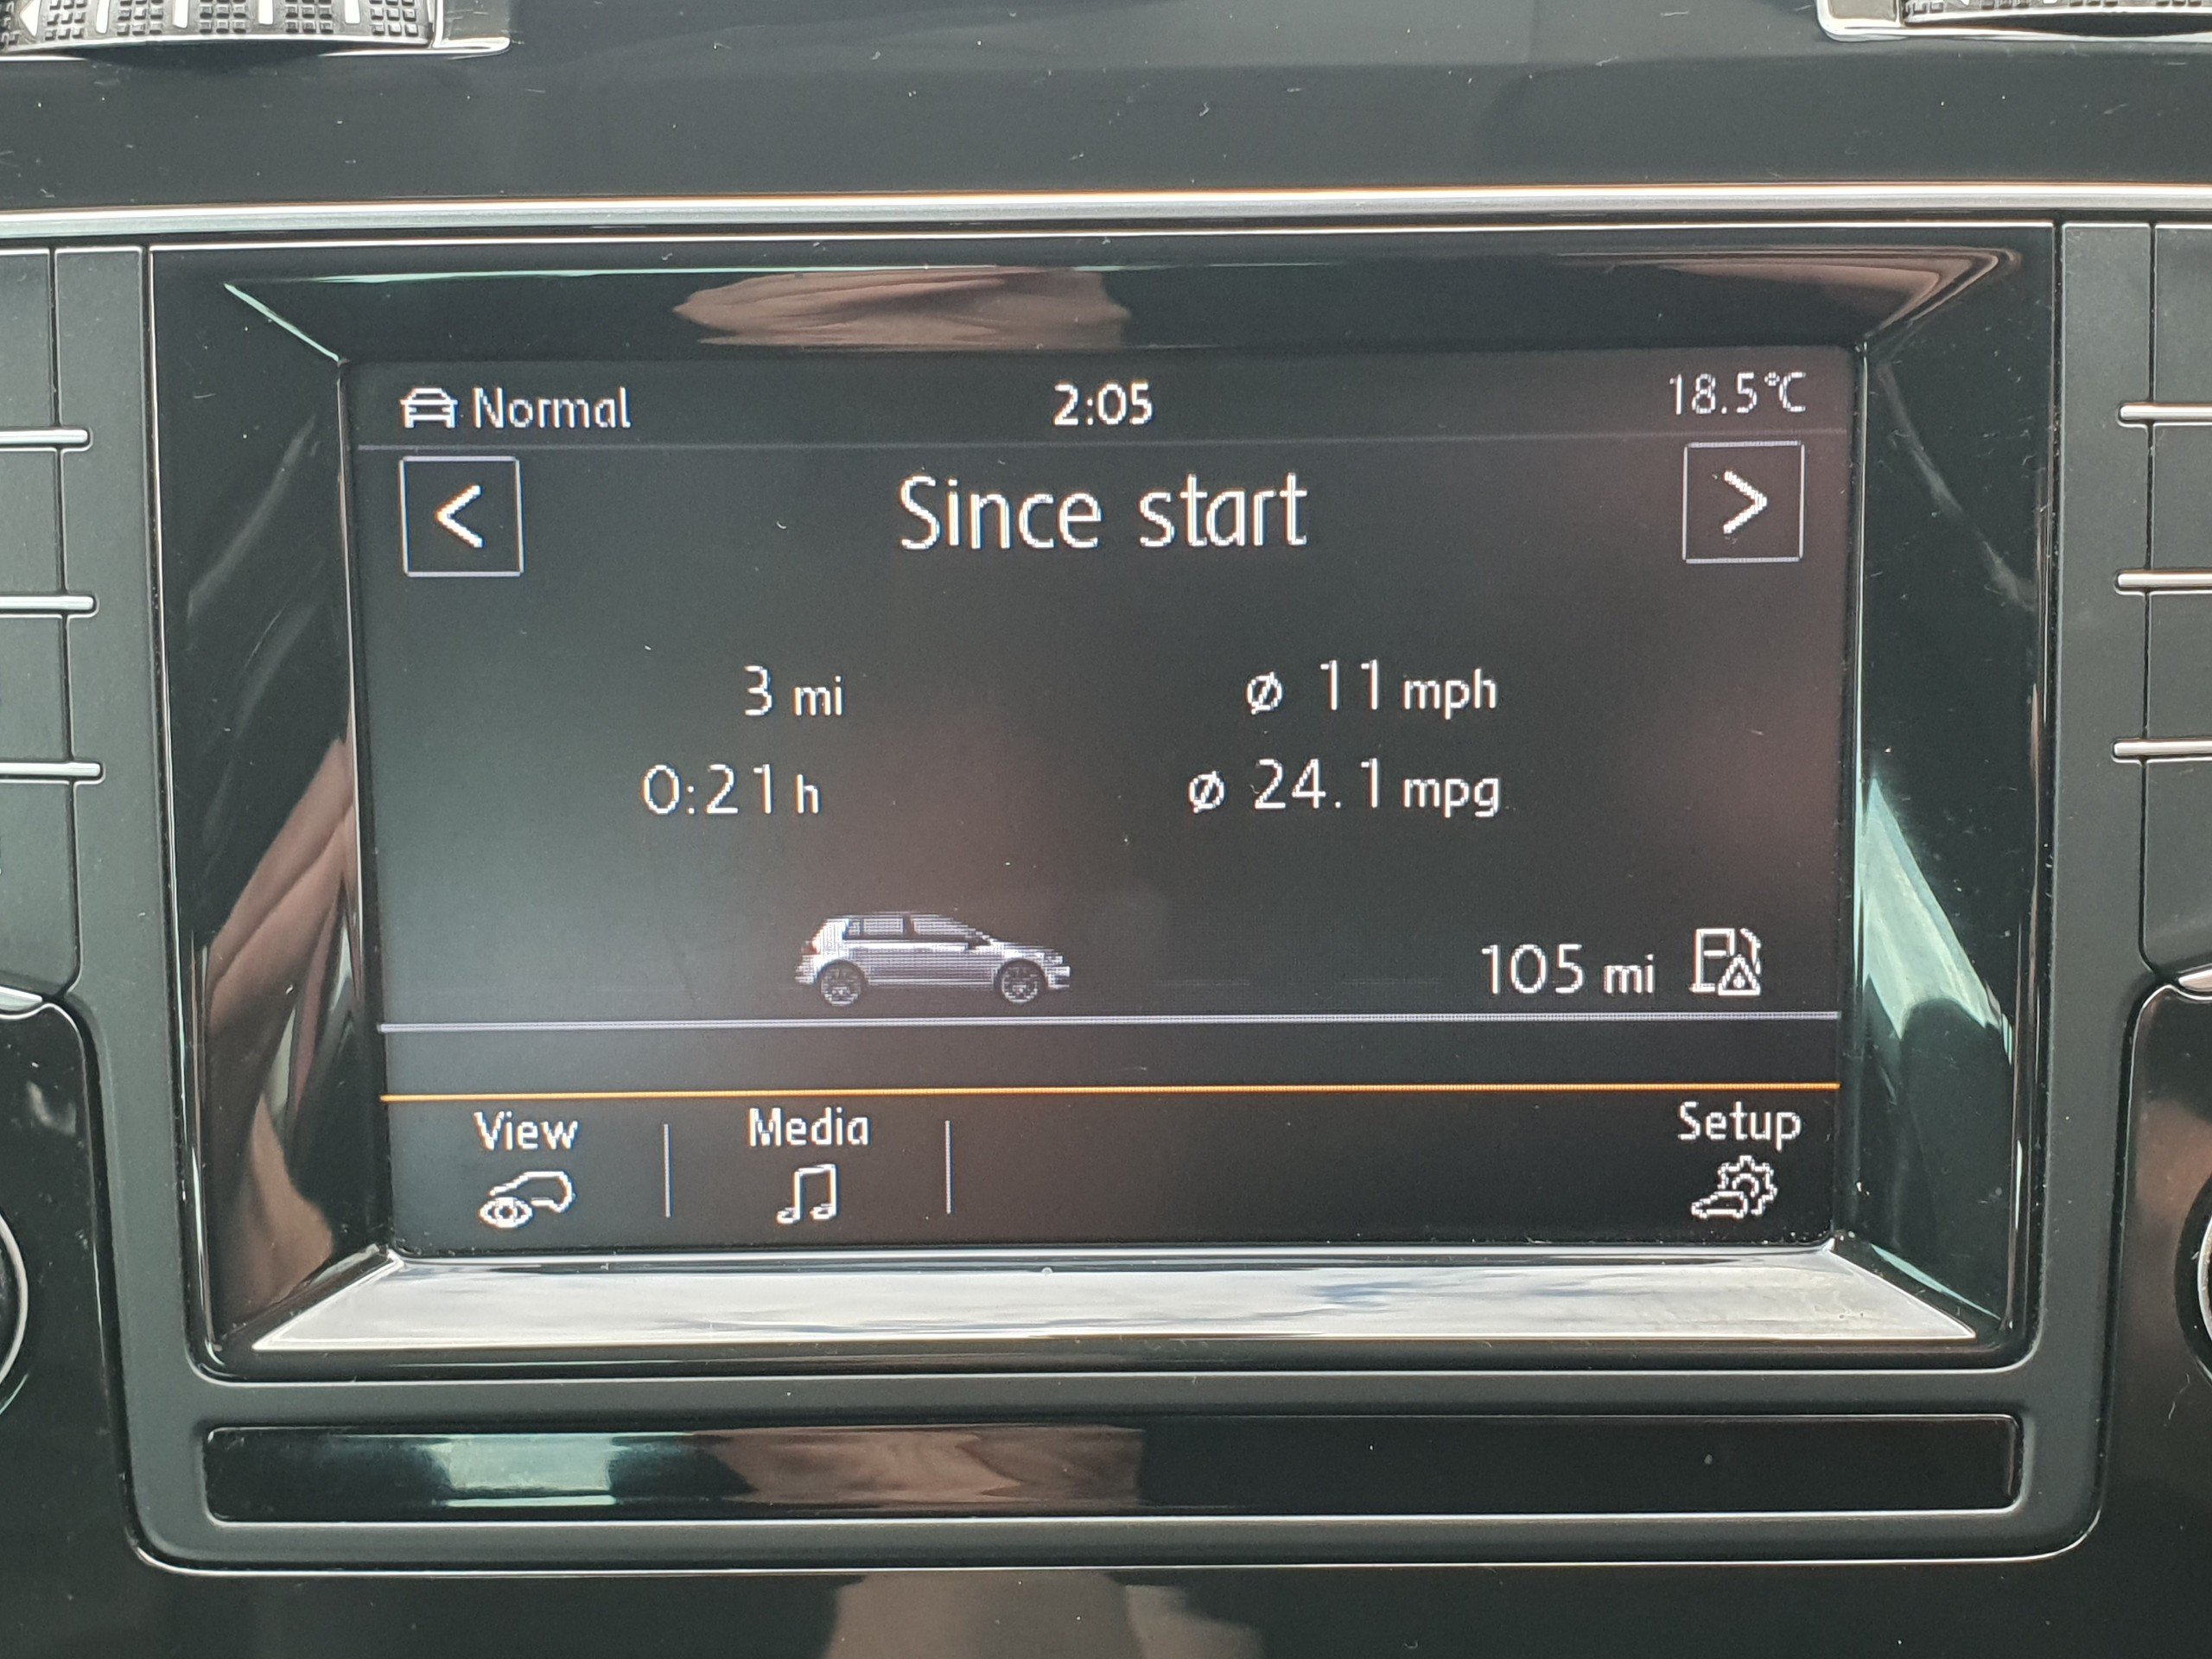 Normal 2:05 18.5°C
< Since start >
3 mi ø 11 mph
0:21 h ø 24.1 mpg
105 mi
View Media Setup